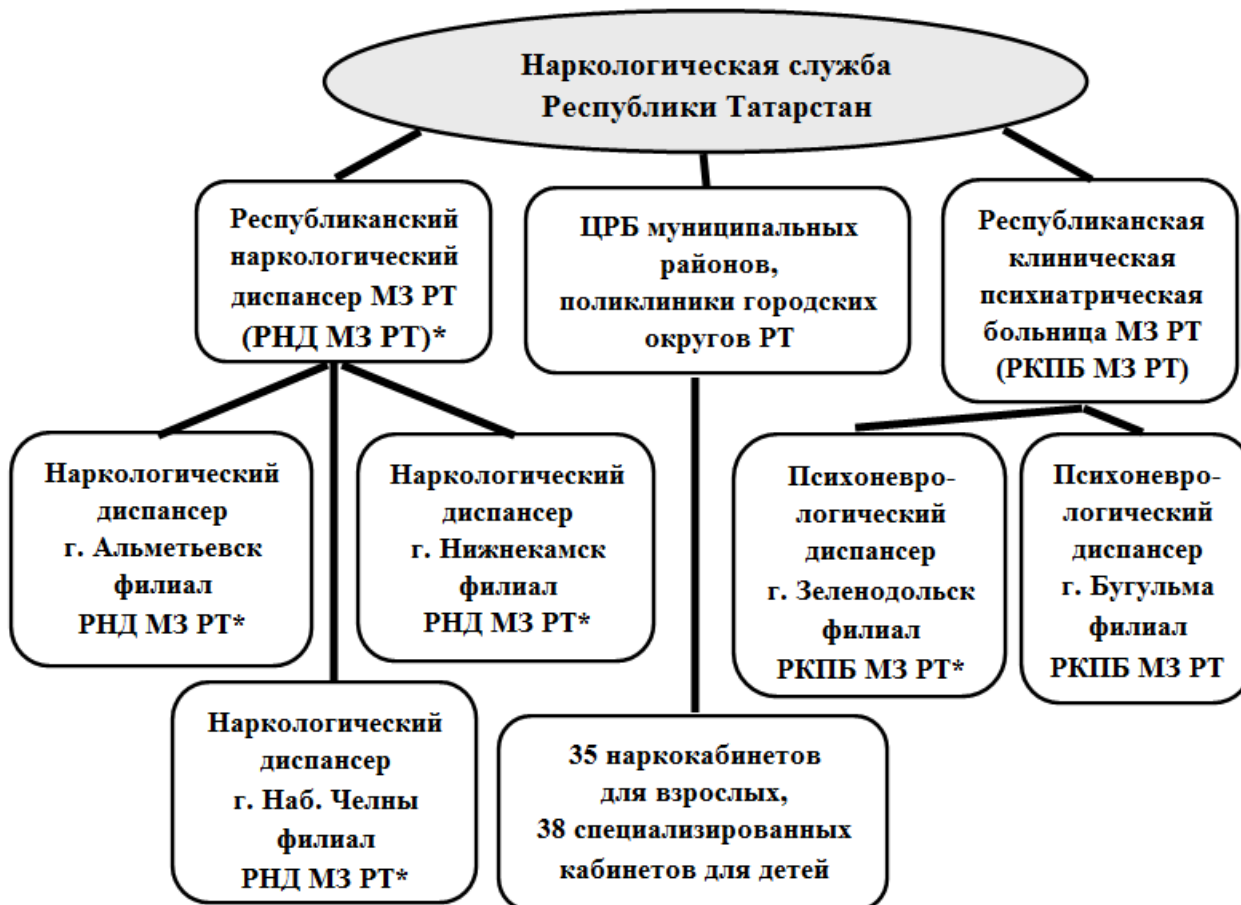 Наркологическая служба
Республики Татарстан
Республиканский
наркологический
диспансер МЗ РТ
(РНД МЗ РТ)*
ЦРБ муниципальных
районов,
поликлиники городских
округов РТ
Республиканская
клиническая
психиатрическая
больница МЗ РТ
(РКПБ МЗ РТ)
Наркологический
диспансер
г. Альметьевск
филиал
РНД МЗ РТ*
Наркологический
диспансер
г. Нижнекамск
филиал
РНД МЗ РТ*
Психоневро-
логический
диспансер
г. Зеленодольск
филиал
РКПБ МЗ РТ*
Психоневро-
логический
диспансер
г. Бугульма
филиал
РКПБ МЗ РТ
Наркологический
диспансер
г. Наб. Челны
филиал
РНД МЗ РТ*
35 наркокабинетов
для взрослых,
38 специализированных
кабинетов для детей